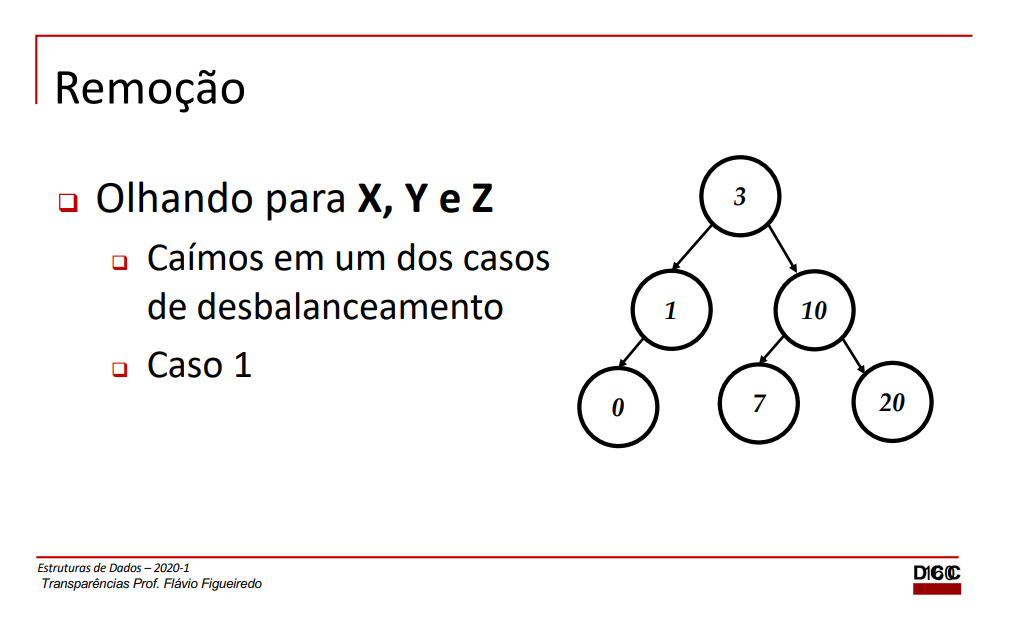 Remoção
Olhando para X, Y e Z
Caímos em um dos casos
de desbalanceamento
Caso 1
3
1
10
0
7
20
Estruturas de Dados – 2020-1
Transparências Prof. Flávio Figueiredo
DCC